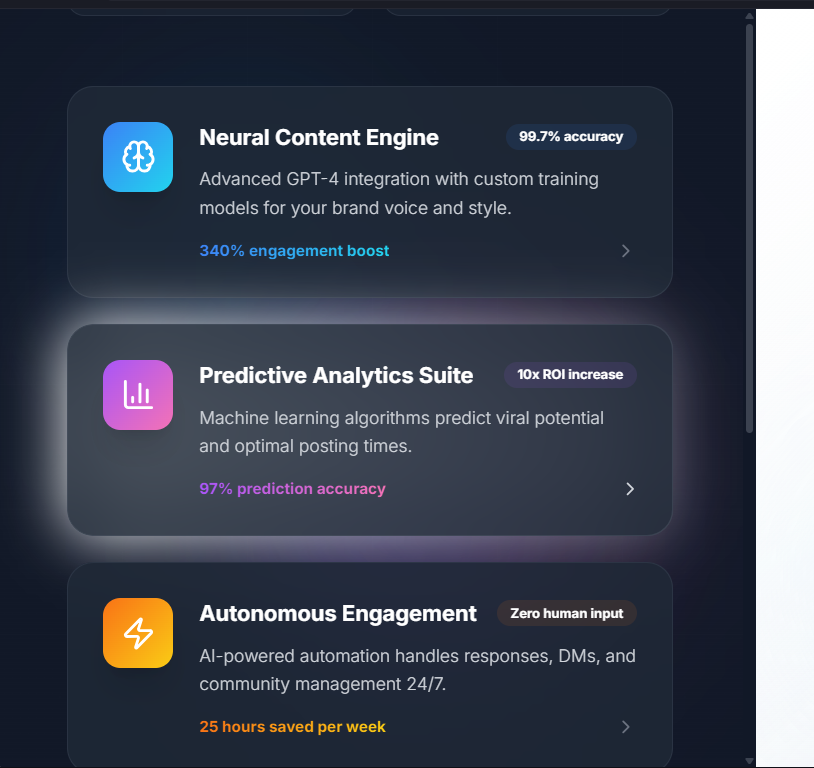 Neural Content Engine
99.7% accuracy
Advanced GPT-4 integration with custom training
models for your brand voice and style.
340% engagement boost
Predictive Analytics Suite
10x ROI increase
Machine learning algorithms predict viral potential
and optimal posting times.
97% prediction accuracy
Autonomous Engagement
Zero human input
AI-powered automation handles responses, DMs, and
community management 24/7.
25 hours saved per week